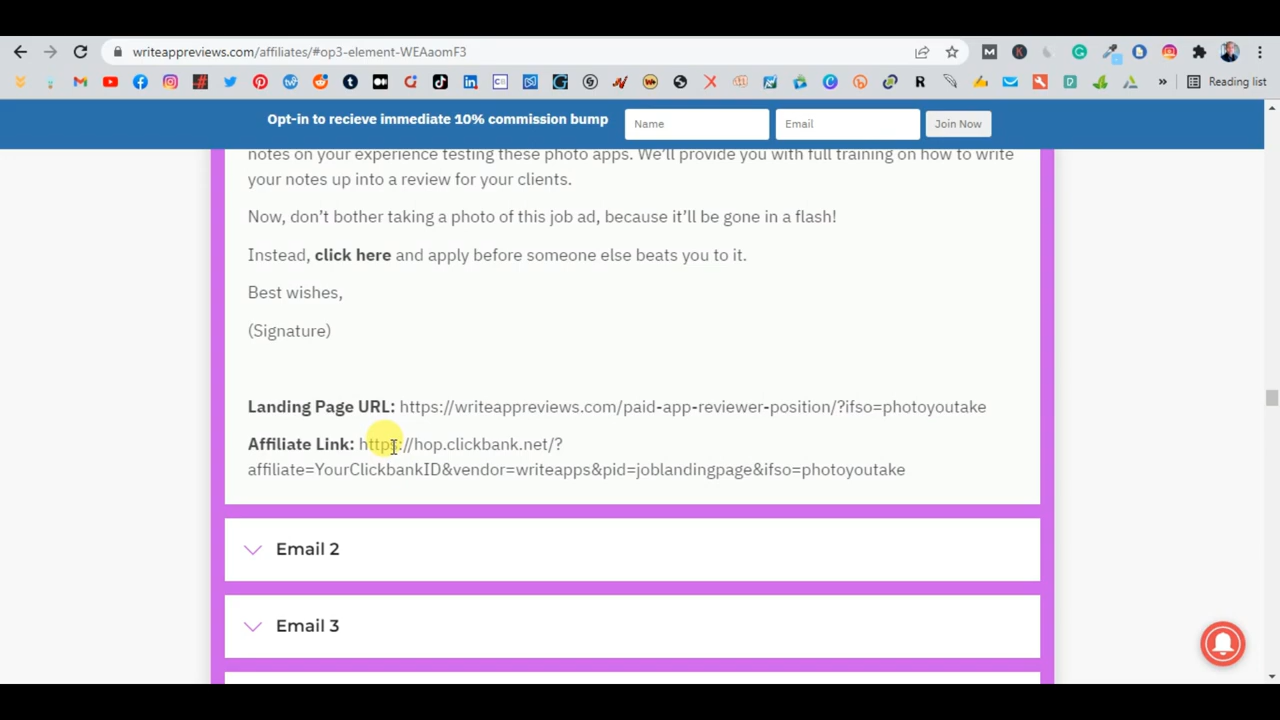 writeappreviews.com/affiliates/#op3-element-WEAaomF3
Reading list
Opt-in to recieve immediate 10% commission bump
Name
Email
Join Now
notes on your experience testing these photo apps. We'll provide you with full training on how to write
your notes up into a review for your clients.
Now, don't bother taking a photo of this job ad, because it'll be gone in a flash!
Instead, click here and apply before someone else beats you to it.
Best wishes,
(Signature)
Landing Page URL: https://writeappreviews.com/paid-app-reviewer-position/?ifso=photoyoutake
Affiliate Link: https://hop.clickbank.net/?
affiliate=YourClickbankID&vendor=writeapps&pid=joblandingpage&ifso=photoyoutake
Email 2
Email 3